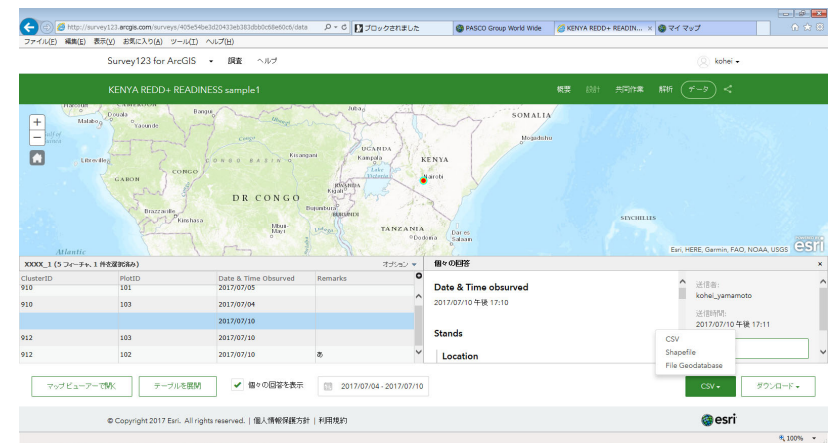 http://survey123.arcgis.com/surveys/405e54be3d20433eb383dbb0c68e60c6/data
ブロックされました
PASCO Group World Wide
KENYA REDD+ READIN...
マイ マップ
ファイル(F) 編集(E) 表示(V) お気に入り(A) ツール(T) ヘルプ(H)
Survey123 for ArcGIS 調査 ヘルプ kohei
KENYA REDD+ READINESS sample1 概要 設計 共同作業 解析 データ
Douala
Malabo
Yaounde
Bangui
Juba
SOMALIA
Mogadishu
UGANDA
Kampala
KENYA
Libreville
Congo
CONGO BASIN
Kisangani
Lake
Victoria
Nairobi
GABON
CONGO
RWANDA
Kigali
DR CONGO
Bujumbura
BURUNDI
Brazzaville
Kinshasa
Mbuji-
Mayi
TANZANIA
Dodoma
Dar es
Salaam
SEYCHELLES
Atlantic
Esri, HERE, Garmin, FAO, NOAA, USGS esri
XXXX_1 (5 フィーチャ、1 件を選択済み) オプション 個々の回答
ClusterID PlotID Date & Time Obsurved Remarks
910 101 2017/07/05
910 103 2017/07/04
2017/07/10
912 103 2017/07/10
912 102 2017/07/10 あ
Date & Time obsurved
2017/07/10 午後 17:10
Stands
Location
送信者:
kohei_yamamoto
送信時間:
2017/07/10 午後 17:11
CSV
Shapefile
File Geodatabase
マップ ビューアーで開く テーブルを展開 個々の回答を表示 2017/07/04 - 2017/07/10 CSV ダウンロード
© Copyright 2017 Esri. All rights reserved. | 個人情報保護方針 | 利用規約 esri
100%